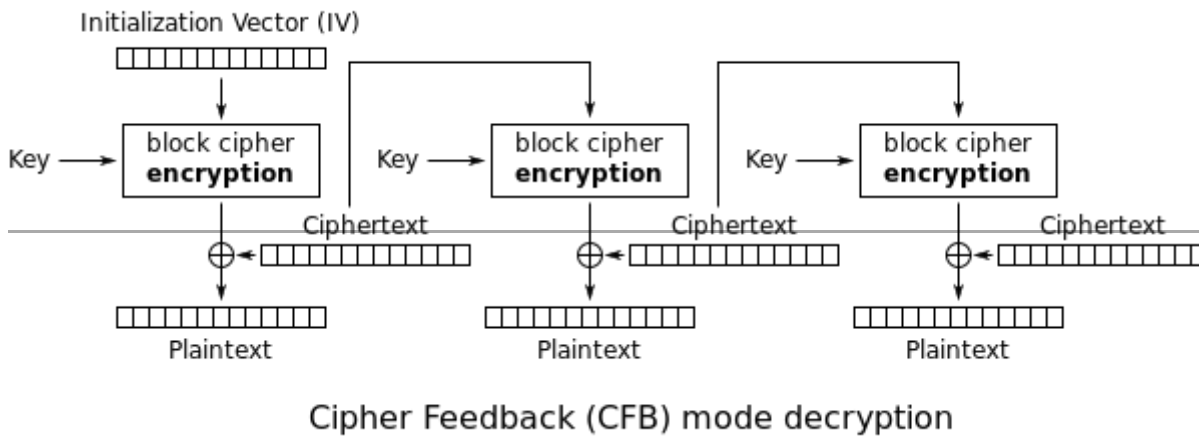 Initialization Vector (IV)
block cipher
encryption
Key
block cipher
encryption
Key
block cipher
encryption
Key
Ciphertext
Ciphertext
Ciphertext
Plaintext
Plaintext
Plaintext
Cipher Feedback (CFB) mode decryption